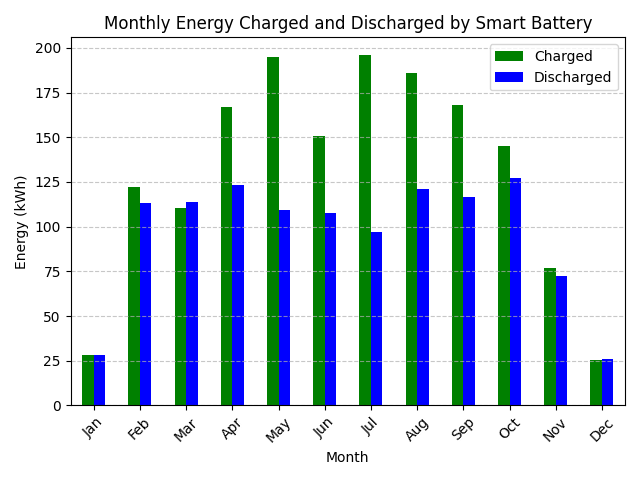 Monthly Energy Charged and Discharged by Smart Battery
Charged
Discharged
Energy (kWh)
200
175
150
125
100
75
50
25
0
Jan Feb Mar Apr May Jun Jul Aug Sep Oct Nov Dec
Month